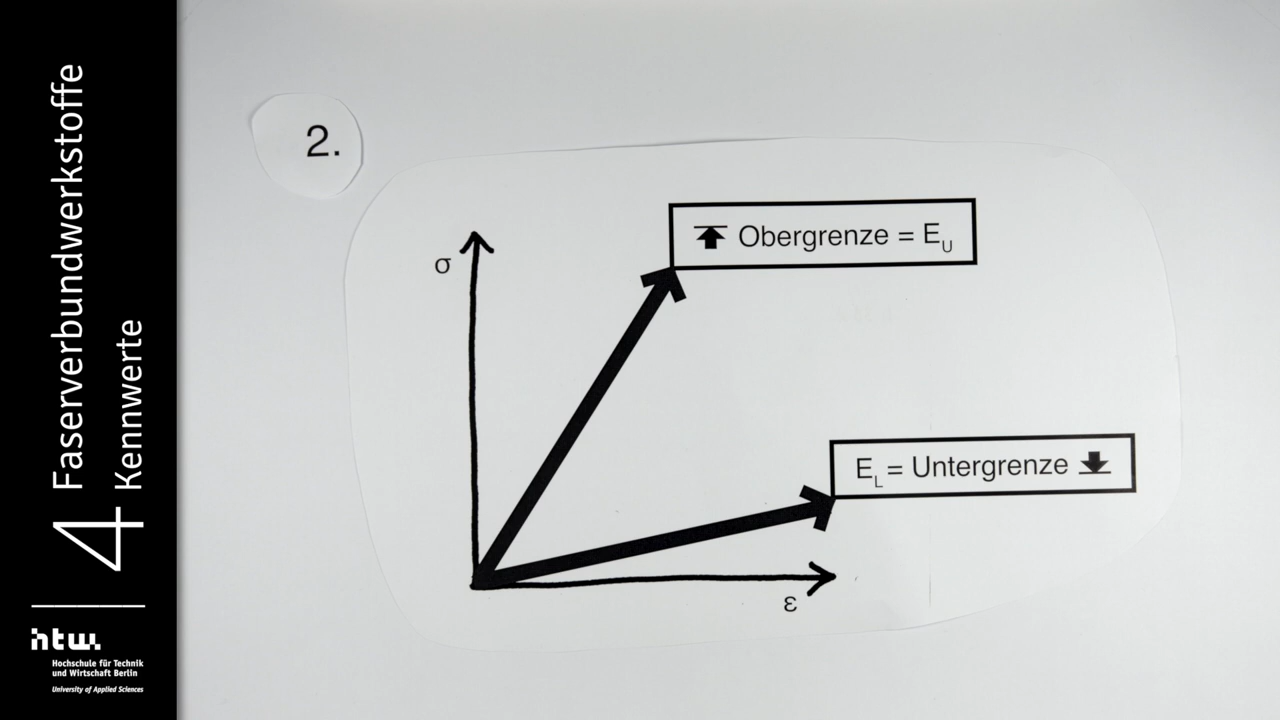 Faserverbundwerkstoffe
4 Kennwerte
htw.
Hochschule für Technik
und Wirtschaft Berlin
University of Applied Sciences
2.
σ
Obergrenze = E_U
E_L = Untergrenze
ε